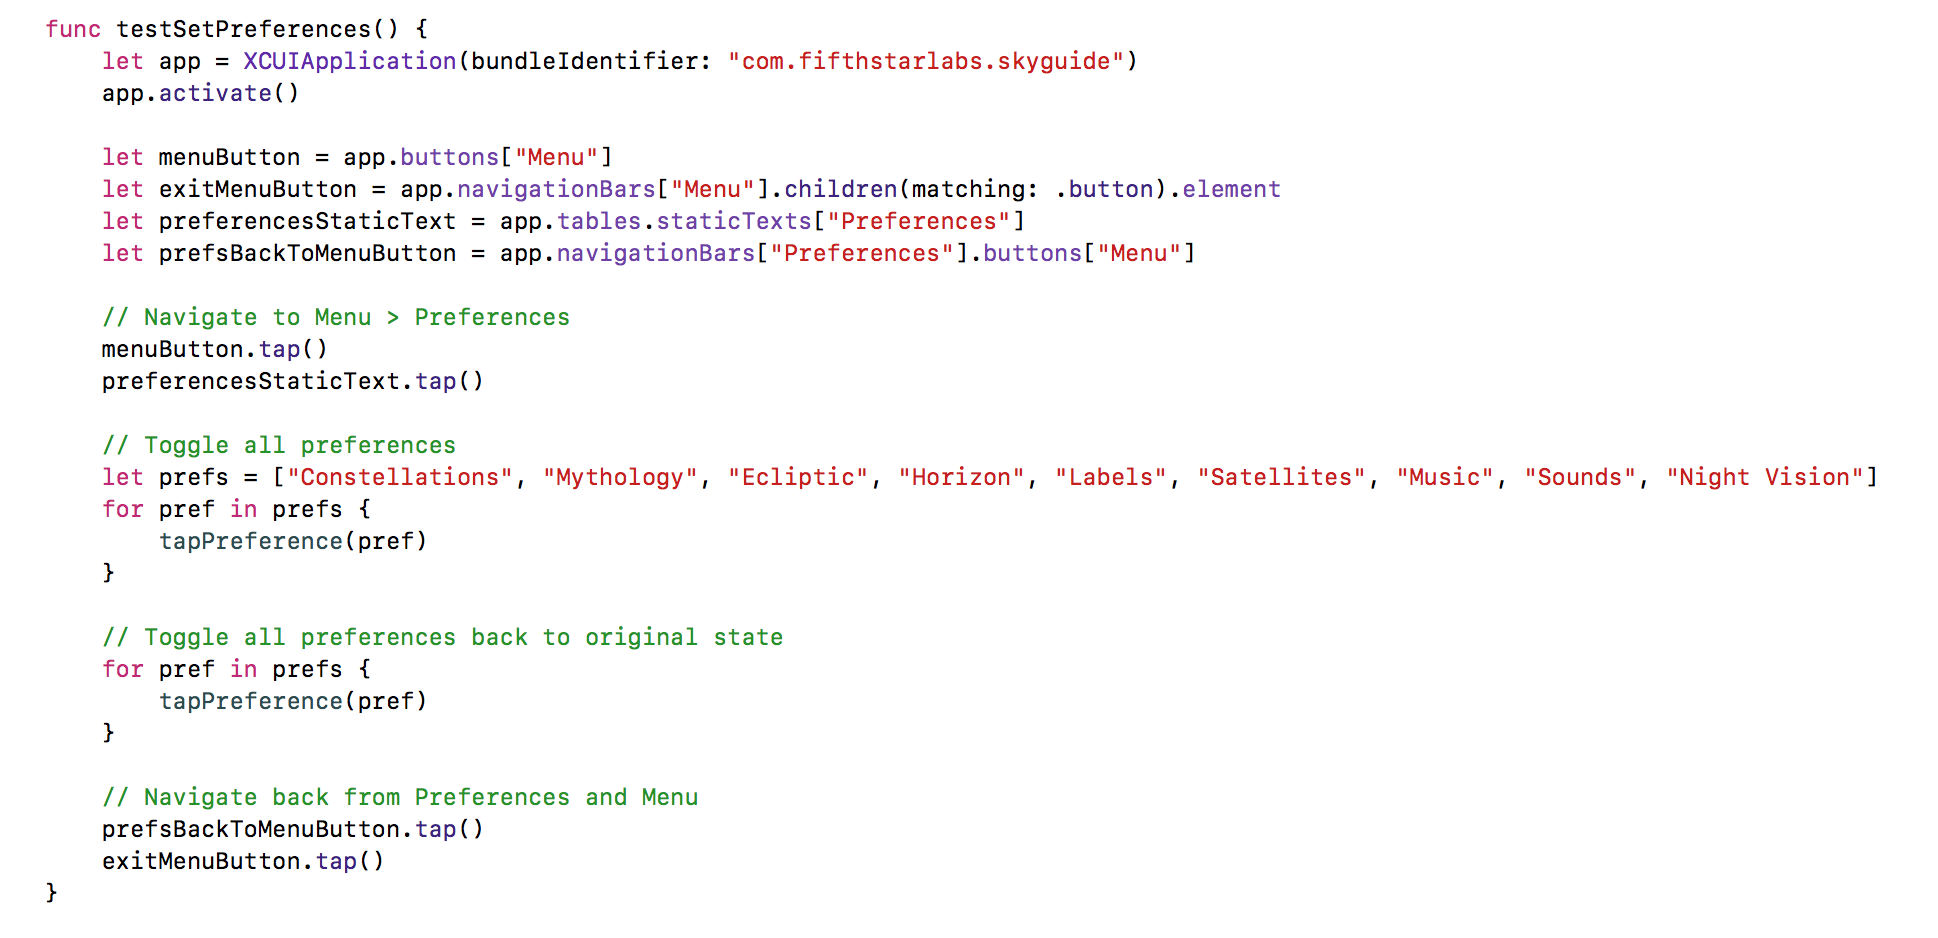 func testSetPreferences() {
    let app = XCUIApplication(bundleIdentifier: "com.fifthstarlabs.skyguide")
    app.activate()

    let menuButton = app.buttons["Menu"]
    let exitMenuButton = app.navigationBars["Menu"].children(matching: .button).element
    let preferencesStaticText = app.tables.staticTexts["Preferences"]
    let prefsBackToMenuButton = app.navigationBars["Preferences"].buttons["Menu"]

    // Navigate to Menu > Preferences
    menuButton.tap()
    preferencesStaticText.tap()

    // Toggle all preferences
    let prefs = ["Constellations", "Mythology", "Ecliptic", "Horizon", "Labels", "Satellites", "Music", "Sounds", "Night Vision"]
    for pref in prefs {
        tapPreference(pref)
    }

    // Toggle all preferences back to original state
    for pref in prefs {
        tapPreference(pref)
    }

    // Navigate back from Preferences and Menu
    prefsBackToMenuButton.tap()
    exitMenuButton.tap()
}